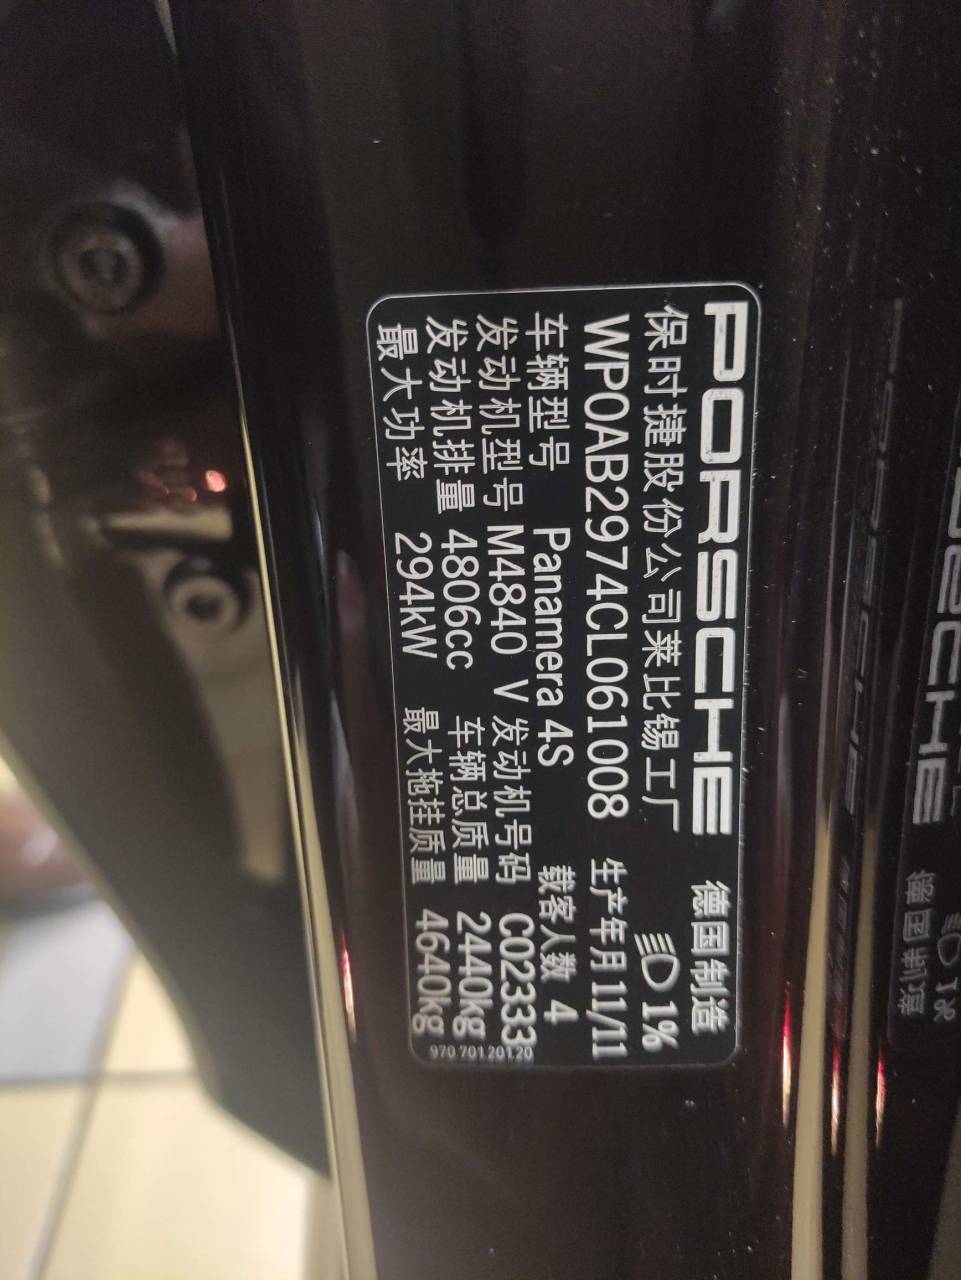 PORSCHE 德国制造
保时捷股份公司莱比锡工厂 1%
WP0AB2974CL061008 生产年月 11/11
车辆型号 Panamera 4S 载客人数 4
发动机型号 M4840 V 发动机号码 C02333
发动机排量 4806cc 车辆总质量 2440kg
最大功率 294kW 最大拖挂质量 4640kg
970.701.201.20